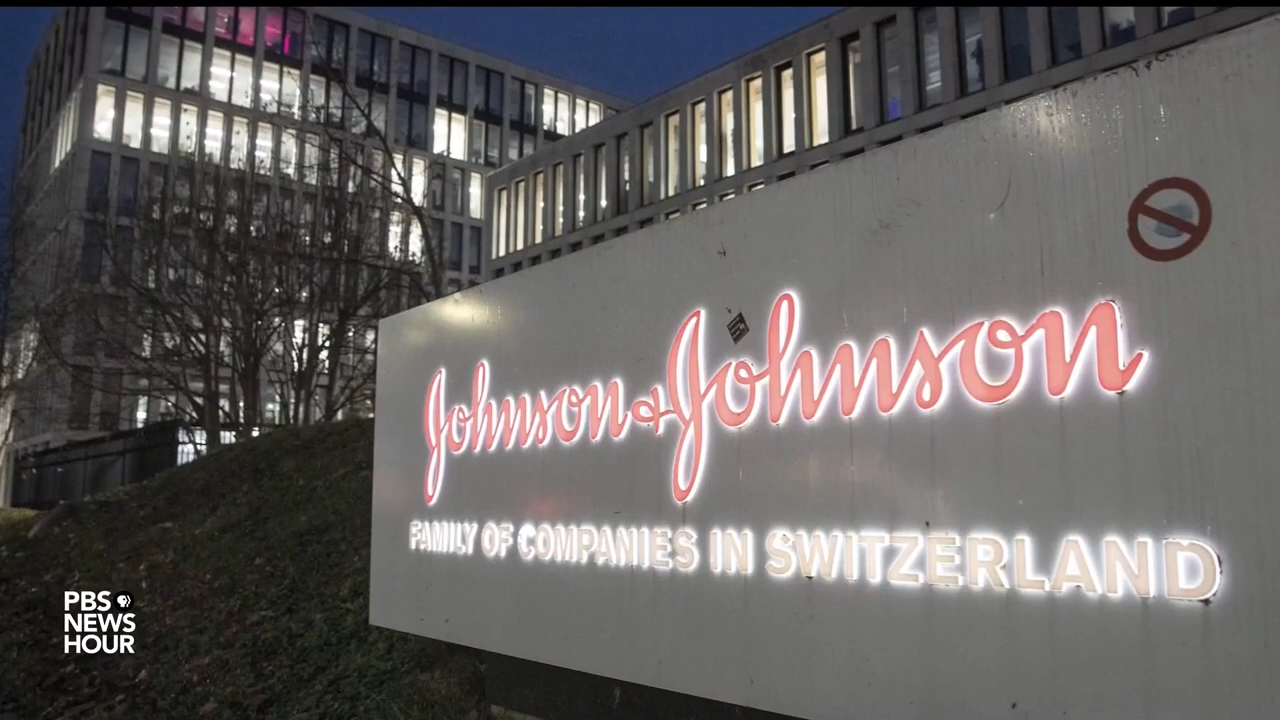 Johnson & Johnson
FAMILY OF COMPANIES IN SWITZERLAND
PBS
NEWS
HOUR